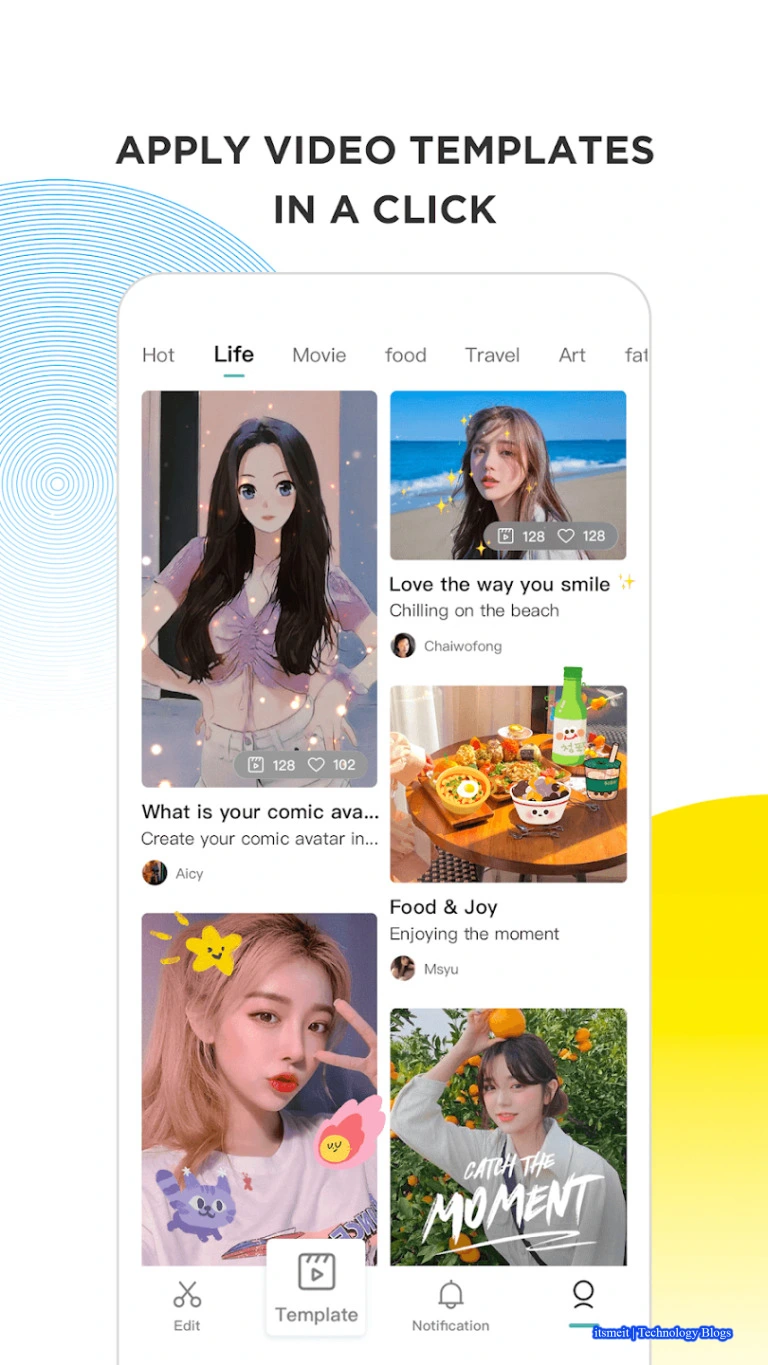 APPLY VIDEO TEMPLATES
IN A CLICK
Hot Life Movie food Travel Art fat
128 102
What is your comic ava...
Create your comic avatar in...
Aicy
128 128
Love the way you smile
Chilling on the beach
Chaiwofong
Food & Joy
Enjoying the moment
Msyu
CATCH THE
MOMENT
Edit
Template
Notification
itsmeit | Technology Blogs